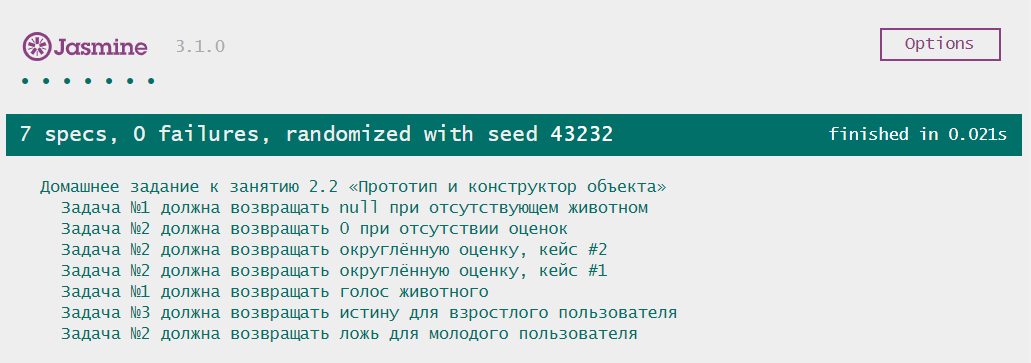 Jasmine 3.1.0 Options
• • • • • • •
7 specs, 0 failures, randomized with seed 43232 finished in 0.021s
Домашнее задание к занятию 2.2 «Прототип и конструктор объекта»
Задача №1 должна возвращать null при отсутствующем животном
Задача №2 должна возвращать 0 при отсутствии оценок
Задача №2 должна возвращать округлённую оценку, кейс #2
Задача №2 должна возвращать округлённую оценку, кейс #1
Задача №1 должна возвращать голос животного
Задача №3 должна возвращать истину для взростлого пользователя
Задача №2 должна возвращать ложь для молодого пользователя